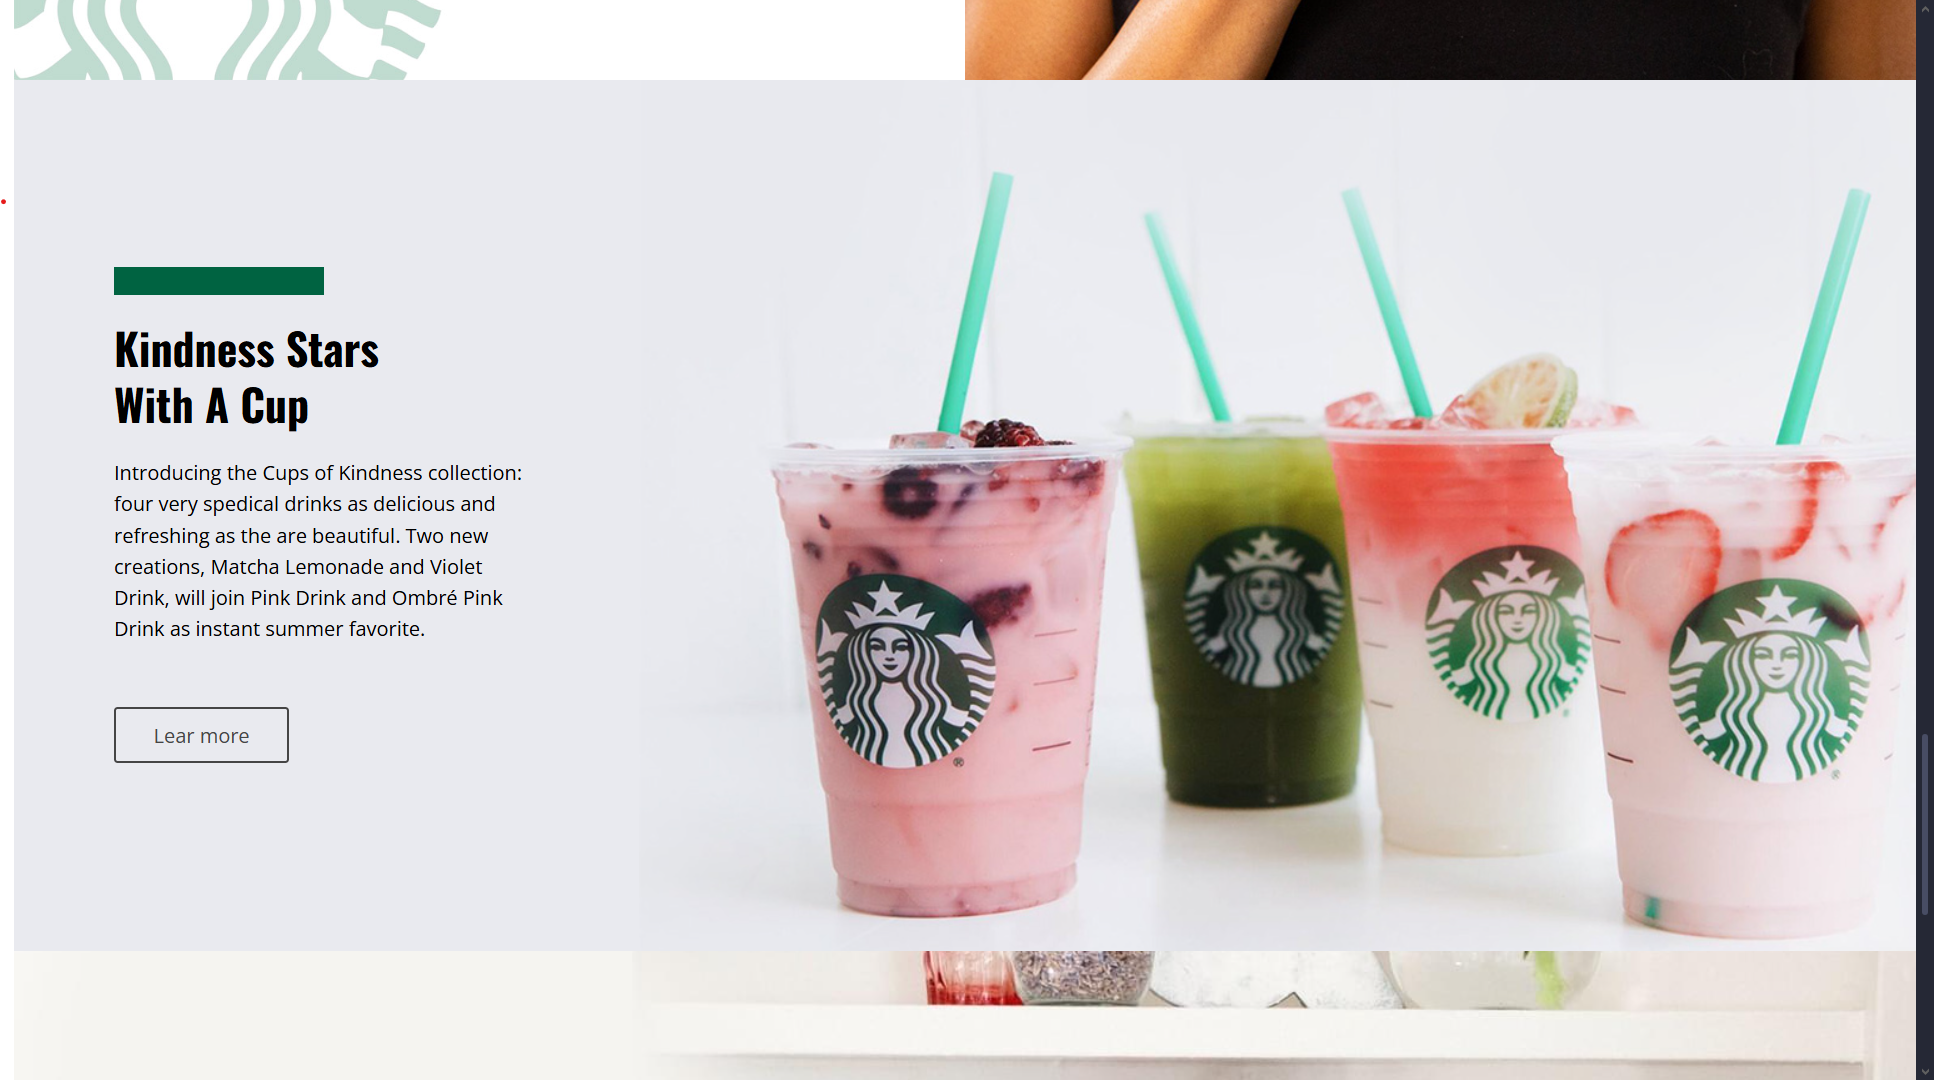 Kindness Stars
With A Cup
Introducing the Cups of Kindness collection:
four very spedical drinks as delicious and
refreshing as the are beautiful. Two new
creations, Matcha Lemonade and Violet
Drink, will join Pink Drink and Ombré Pink
Drink as instant summer favorite.
Lear more
®
®